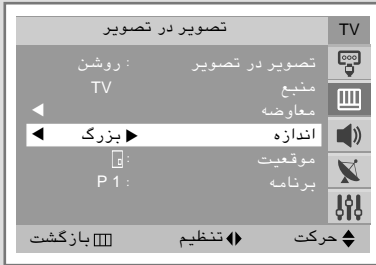 تصویر در تصویر
TV
تصویر در تصویر : روشن
منبع TV
معاوضه ◀
اندازه ▶ بزرگ ◀
موقعیت :
برنامه : P 1
حرکت تنظیم بازگشت